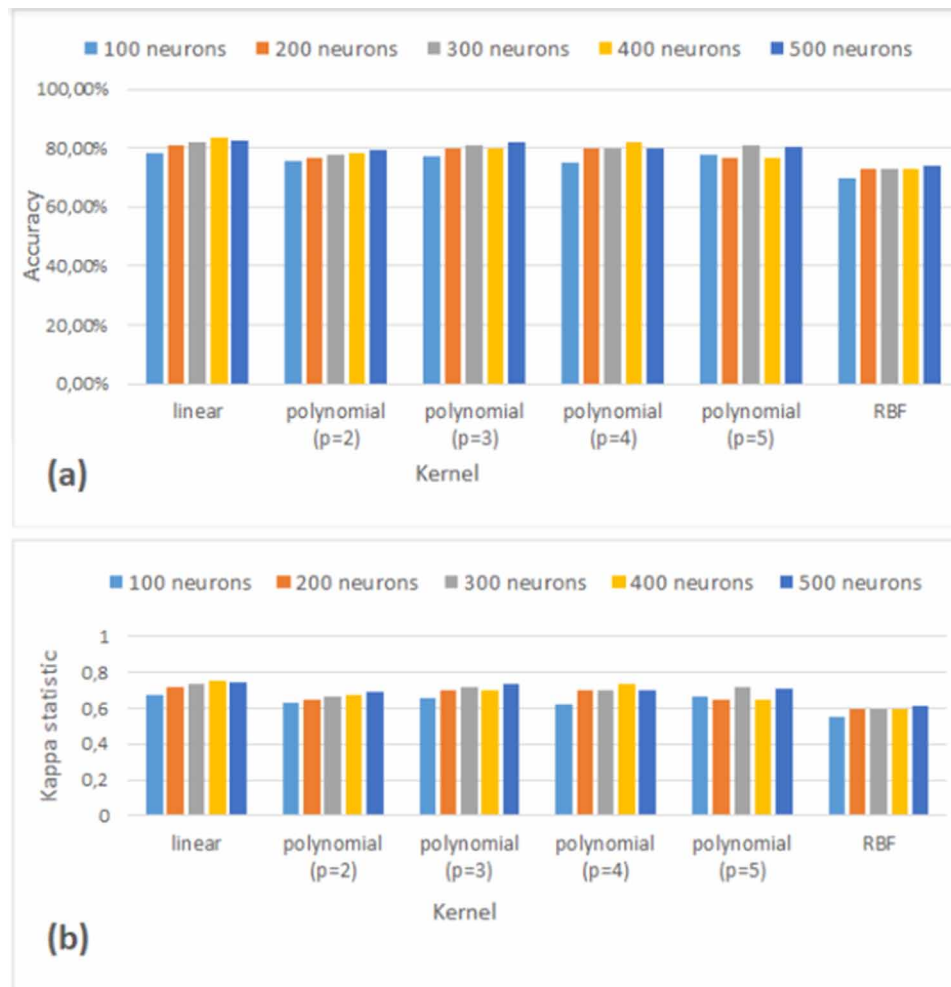 100 neurons 200 neurons 300 neurons 400 neurons 500 neurons
100,00%
80,00%
60,00%
40,00%
20,00%
0,00%
Accuracy
linear polynomial polynomial polynomial polynomial RBF
(p=2) (p=3) (p=4) (p=5)
Kernel
(a)
100 neurons 200 neurons 300 neurons 400 neurons 500 neurons
1
0,8
0,6
0,4
0,2
0
Kappa statistic
linear polynomial polynomial polynomial polynomial RBF
(p=2) (p=3) (p=4) (p=5)
Kernel
(b)